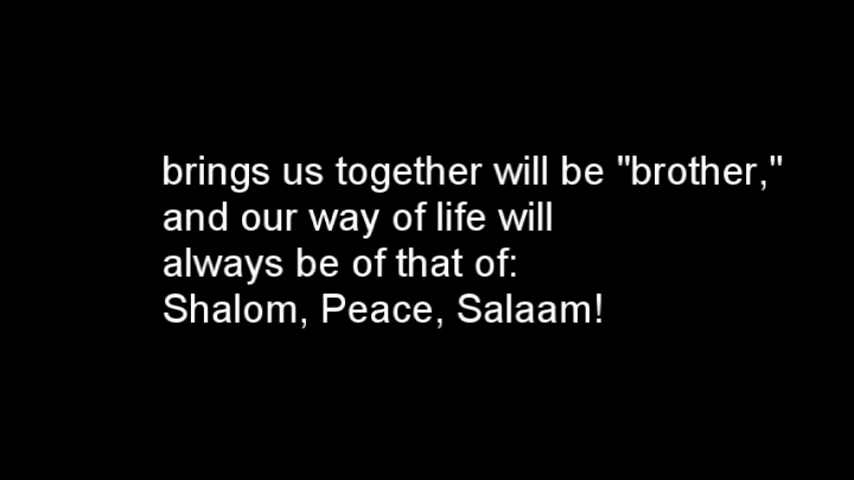 brings us together will be "brother,"
and our way of life will
always be of that of:
Shalom, Peace, Salaam!